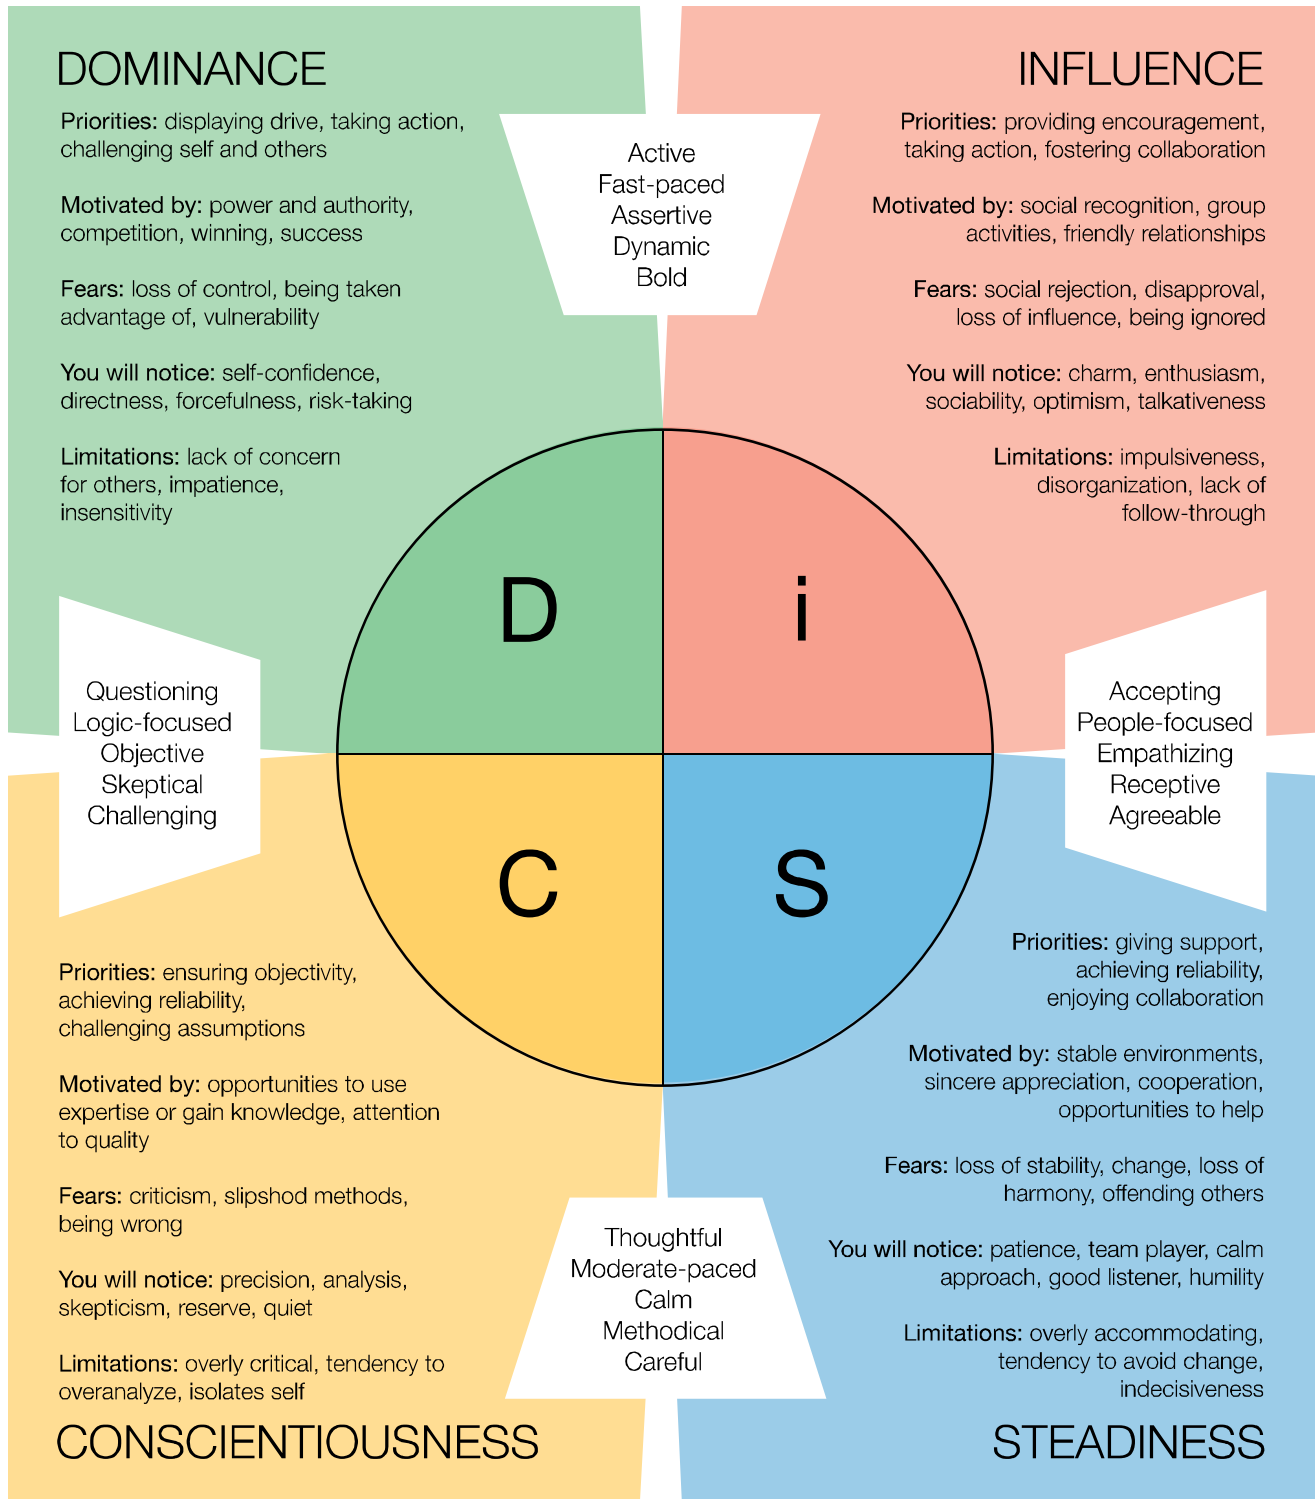 DOMINANCE
Priorities: displaying drive, taking action,
challenging self and others
Motivated by: power and authority,
competition, winning, success
Fears: loss of control, being taken
advantage of, vulnerability
You will notice: self-confidence,
directness, forcefulness, risk-taking
Limitations: lack of concern
for others, impatience,
insensitivity
Active
Fast-paced
Assertive
Dynamic
Bold
INFLUENCE
Priorities: providing encouragement,
taking action, fostering collaboration
Motivated by: social recognition, group
activities, friendly relationships
Fears: social rejection, disapproval,
loss of influence, being ignored
You will notice: charm, enthusiasm,
sociability, optimism, talkativeness
Limitations: impulsiveness,
disorganization, lack of
follow-through
D
i
Questioning
Logic-focused
Objective
Skeptical
Challenging
Accepting
People-focused
Empathizing
Receptive
Agreeable
C
S
Priorities: ensuring objectivity,
achieving reliability,
challenging assumptions
Motivated by: opportunities to use
expertise or gain knowledge, attention
to quality
Fears: criticism, slipshod methods,
being wrong
You will notice: precision, analysis,
skepticism, reserve, quiet
Limitations: overly critical, tendency to
overanalyze, isolates self
CONSCIENTIOUSNESS
Thoughtful
Moderate-paced
Calm
Methodical
Careful
Priorities: giving support,
achieving reliability,
enjoying collaboration
Motivated by: stable environments,
sincere appreciation, cooperation,
opportunities to help
Fears: loss of stability, change, loss of
harmony, offending others
You will notice: patience, team player, calm
approach, good listener, humility
Limitations: overly accommodating,
tendency to avoid change,
indecisiveness
STEADINESS